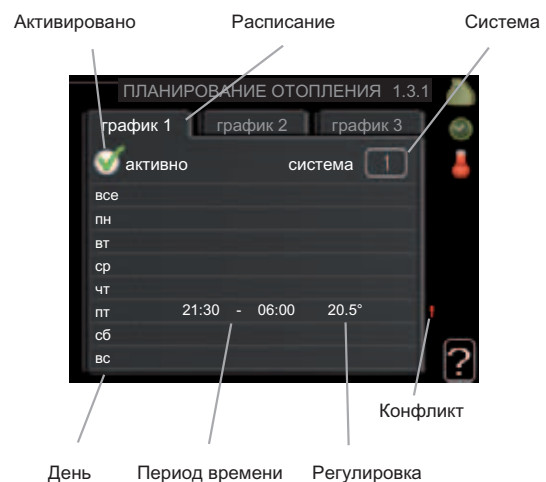 Активировано Расписание Система
ПЛАНИРОВАНИЕ ОТОПЛЕНИЯ 1.3.1
график 1 график 2 график 3
активно система 1
все
пн
вт
ср
чт
пт 21:30 - 06:00 20.5° !
сб
вс
?
Конфликт
День Период времени Регулировка